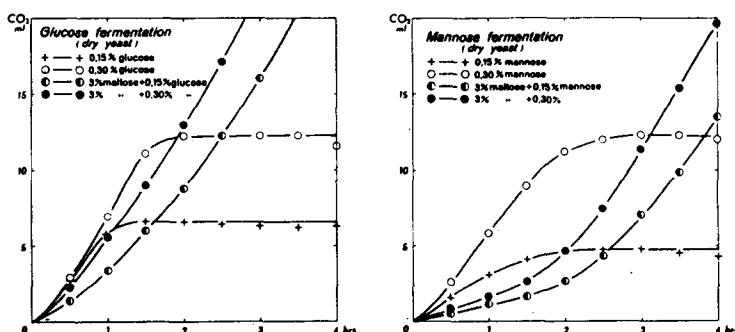 CO₂
ml
Glucose fermentation
(dry yeast)
+ 0,15% glucose
○ 0,30% glucose
◐ 3% maltose+0,15% glucose
● 3% „ +0,30% „
15
10
5
0 1 2 3 4 hrs
CO₂
ml
Mannose fermentation
(dry yeast)
+ 0,15% mannose
○ 0,30% mannose
◐ 3% maltose+0,15% mannose
● 3% „ +0,30%
15
10
5
0 1 2 3 4 hrs.